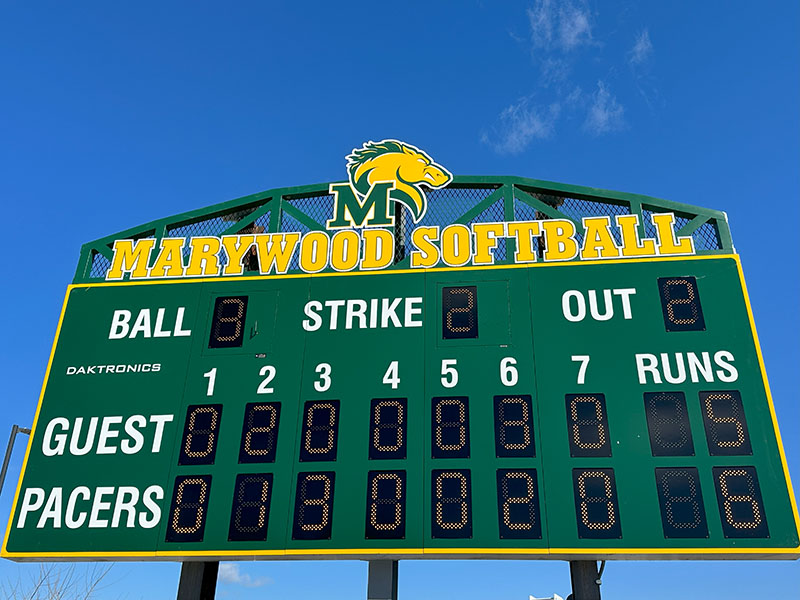 M
MARYWOOD SOFTBALL
BALL 3 STRIKE 2 OUT 2
DAKTRONICS
1 2 3 4 5 6 7 RUNS
GUEST 0 2 0 0 0 3 0 5
PACERS 0 1 3 0 0 2 0 6